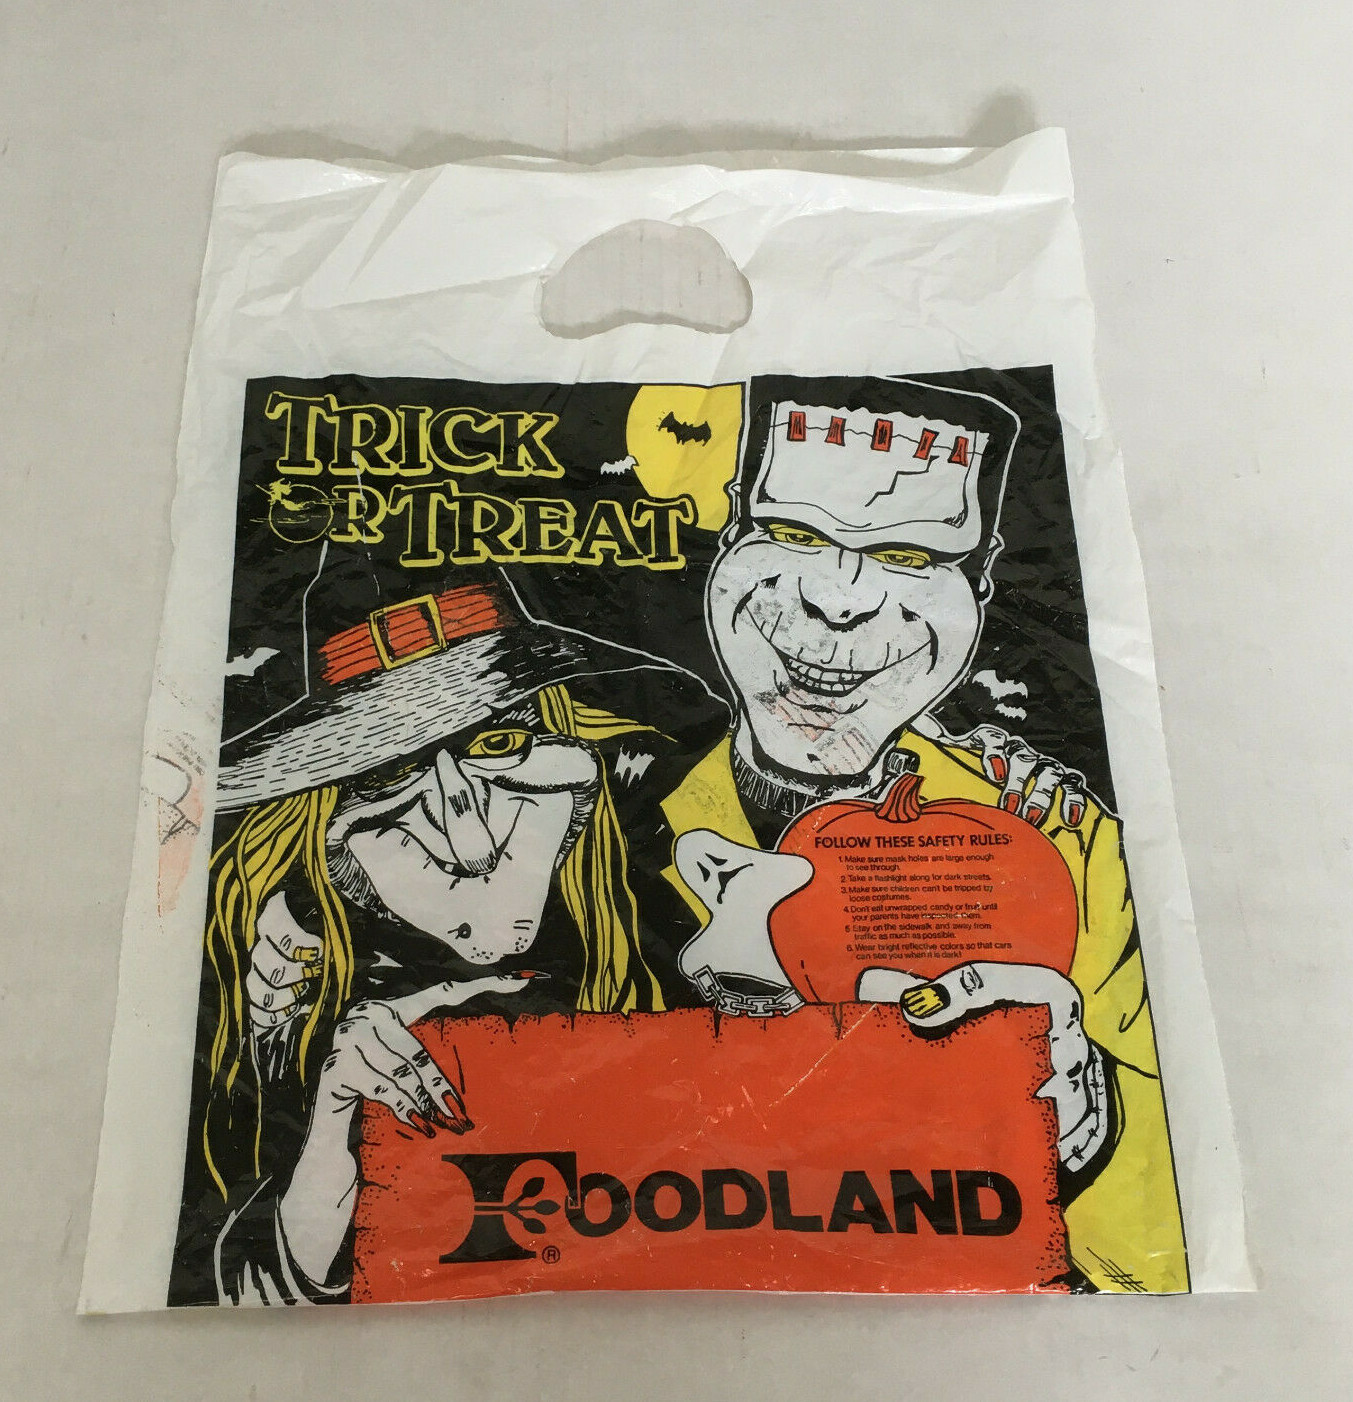 TRICK
OR TREAT
FOLLOW THESE SAFETY RULES:
1. Make sure mask holes are large enough
to see through.
2. Take a flashlight along for dark streets.
3. Make sure children can't be tripped by
loose costumes.
4. Don't eat unwrapped candy or fruit until
your parents have inspected them.
5. Stay on the sidewalk and away from
traffic as much as possible.
6. Wear bright reflective colors so that cars
can see you when it is dark!
FOODLAND
®